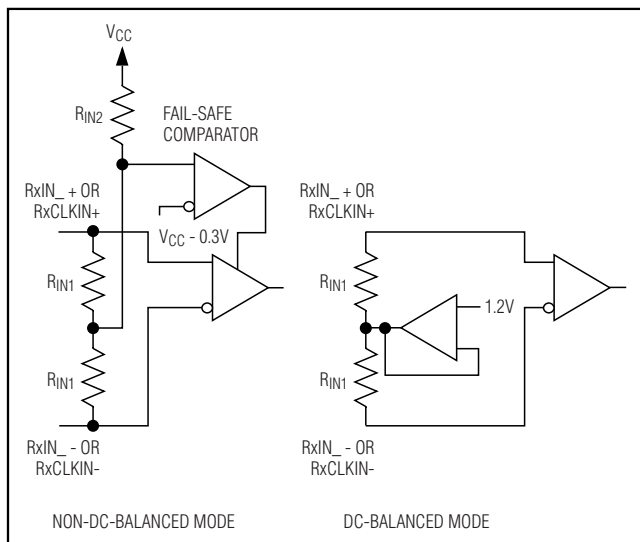 VCC
RIN2
FAIL-SAFE
COMPARATOR
RxIN_ + OR
RxCLKIN+
VCC - 0.3V
RIN1
RIN1
RxIN_ - OR
RxCLKIN-
NON-DC-BALANCED MODE
RxIN_ + OR
RxCLKIN+
RIN1
1.2V
RIN1
RxIN_ - OR
RxCLKIN-
DC-BALANCED MODE